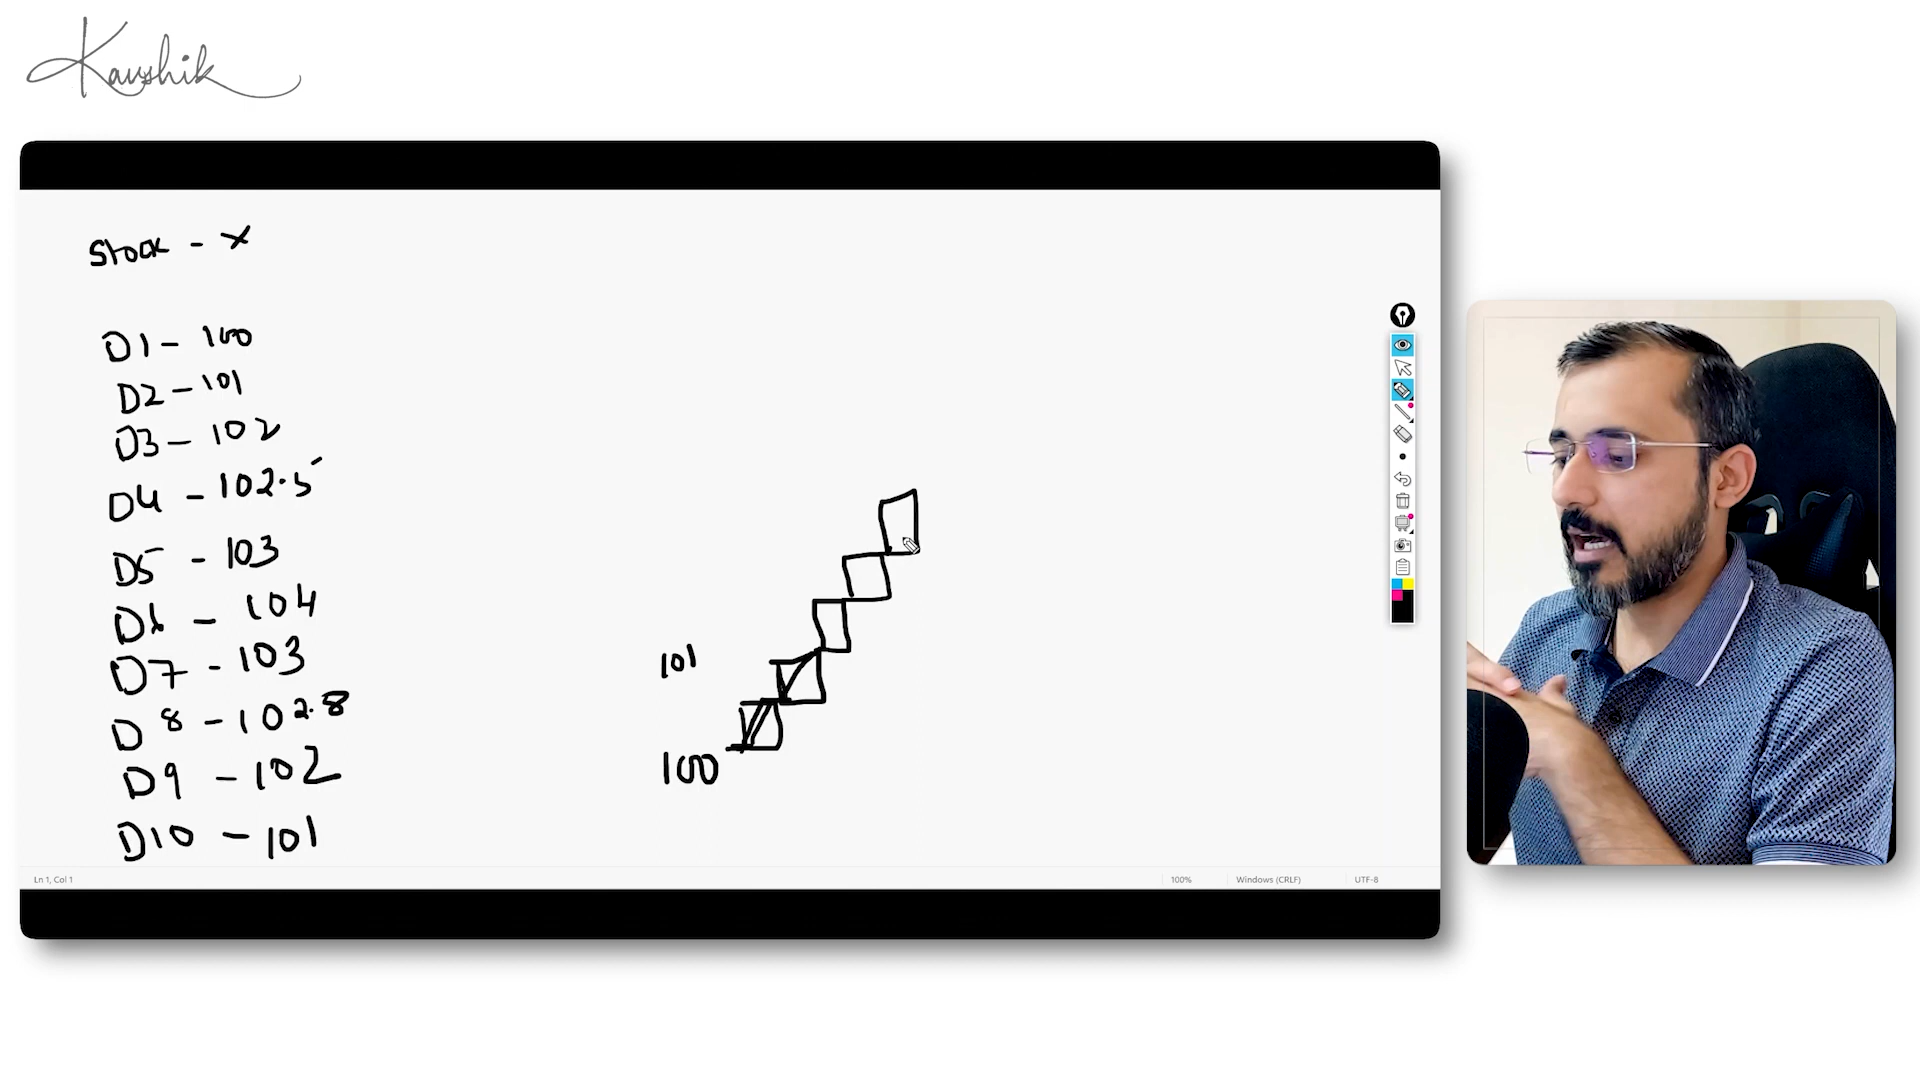 Kaushik
Stock - X
D1 - 100
D2 - 101
D3 - 102
D4 - 102.5
D5 - 103
D6 - 104
D7 - 103
D8 - 102.8
D9 - 102
D10 - 101
101
100
Ln 1, Col 1
100%
Windows (CRLF)
UTF-8